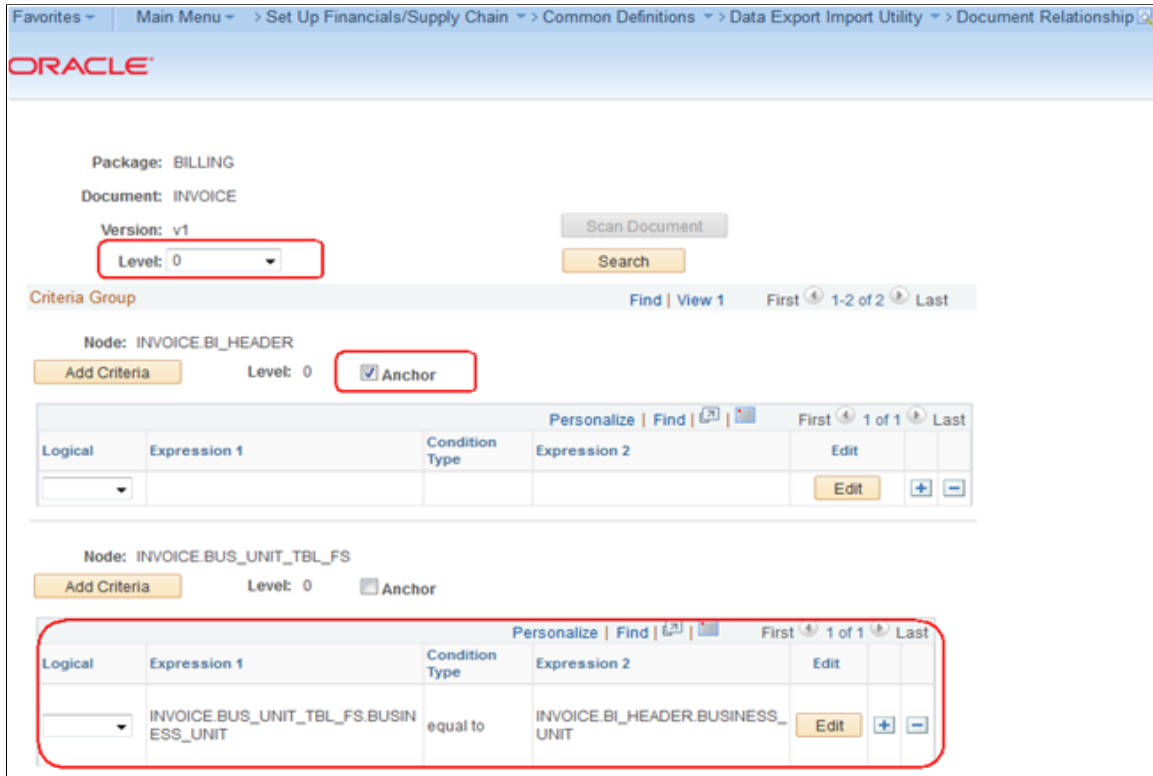 Favorites Main Menu > Set Up Financials/Supply Chain > Common Definitions > Data Export Import Utility > Document Relationship
ORACLE
Package: BILLING
Document: INVOICE
Version: v1 Scan Document
Level: 0 Search
Criteria Group Find | View 1 First 1-2 of 2 Last
Node: INVOICE.BI_HEADER
Add Criteria Level: 0 Anchor
Personalize | Find | | First 1 of 1 Last
Logical Expression 1 Condition Type Expression 2 Edit
Edit + -
Node: INVOICE.BUS_UNIT_TBL_FS
Add Criteria Level: 0 Anchor
Personalize | Find | | First 1 of 1 Last
Logical Expression 1 Condition Type Expression 2 Edit
INVOICE.BUS_UNIT_TBL_FS.BUSIN equal to INVOICE.BI_HEADER.BUSINESS_ Edit + -
ESS_UNIT UNIT